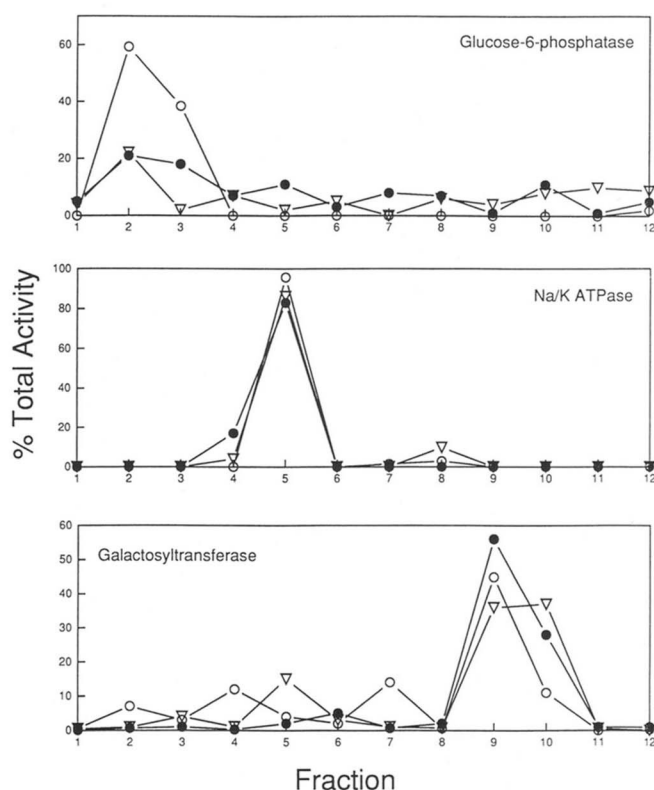 Glucose-6-phosphatase
60
40
20
0
1 2 3 4 5 6 7 8 9 10 11 12
Na/K ATPase
100
80
60
40
20
0
1 2 3 4 5 6 7 8 9 10 11 12
% Total Activity
Galactosyltransferase
60
50
40
30
20
10
0
1 2 3 4 5 6 7 8 9 10 11 12
Fraction